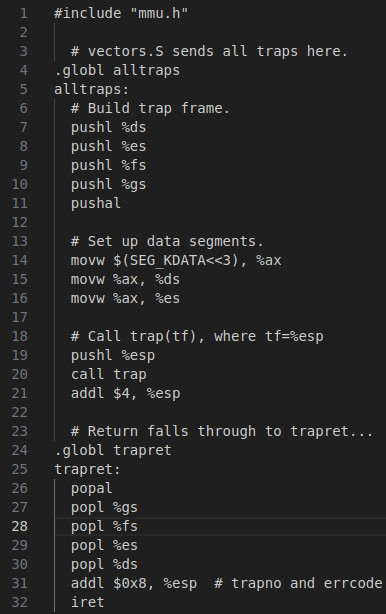 1 #include "mmu.h"
2
3 # vectors.S sends all traps here.
4 .globl alltraps
5 alltraps:
6 # Build trap frame.
7 pushl %ds
8 pushl %es
9 pushl %fs
10 pushl %gs
11 pushal
12
13 # Set up data segments.
14 movw $(SEG_KDATA<<3), %ax
15 movw %ax, %ds
16 movw %ax, %es
17
18 # Call trap(tf), where tf=%esp
19 pushl %esp
20 call trap
21 addl $4, %esp
22
23 # Return falls through to trapret...
24 .globl trapret
25 trapret:
26 popal
27 popl %gs
28 popl %fs
29 popl %es
30 popl %ds
31 addl $0x8, %esp # trapno and errcode
32 iret